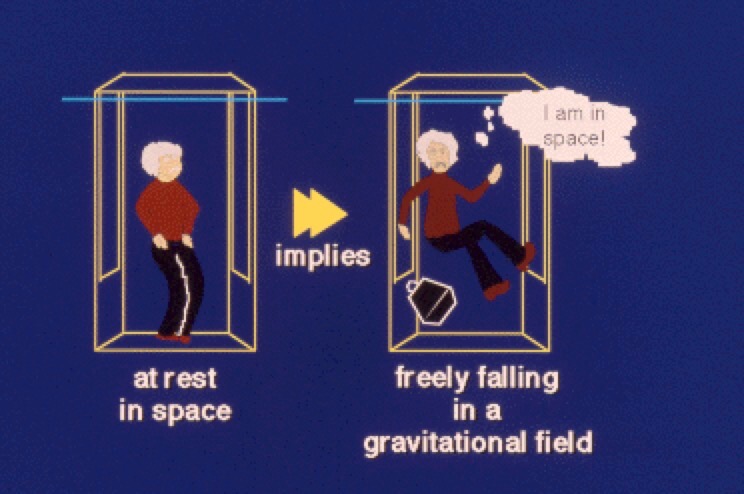 I am in
space!
implies
at rest
in space
freely falling
in a
gravitational field